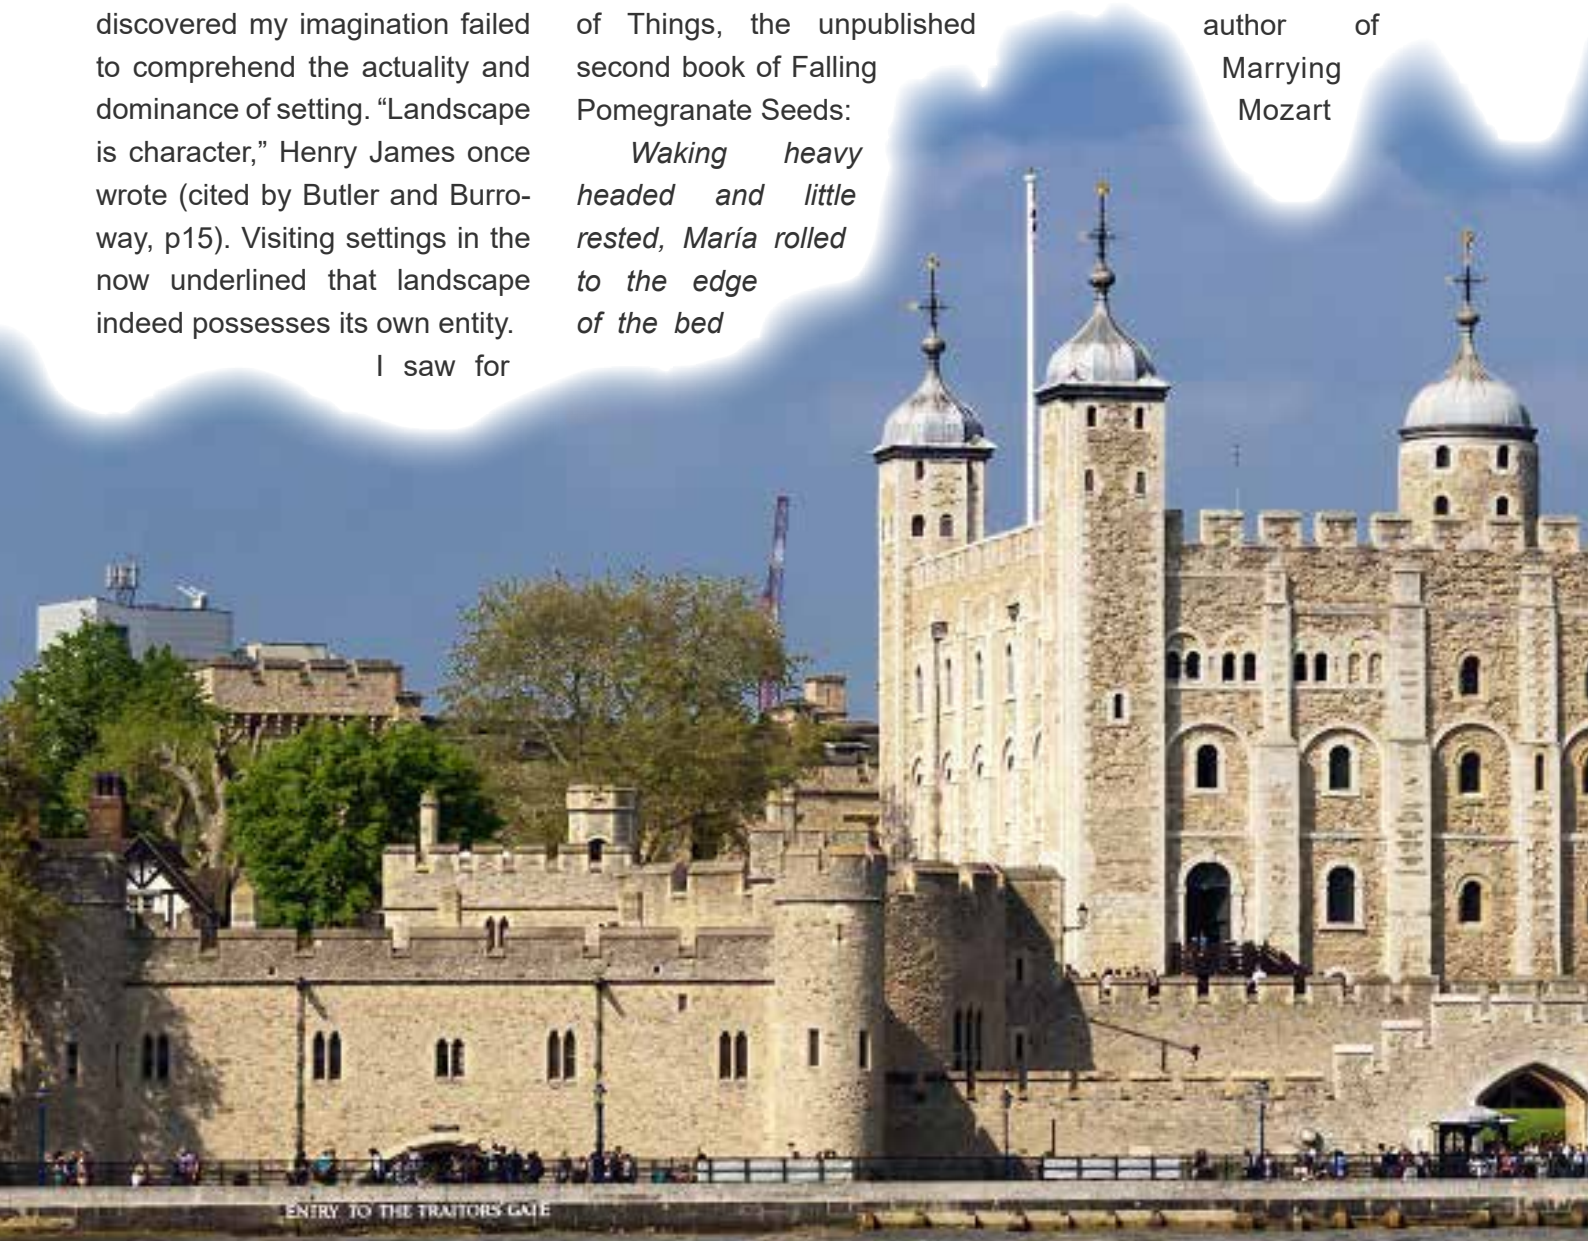 discovered my imagination failed
to comprehend the actuality and
dominance of setting. “Landscape
is character,” Henry James once
wrote (cited by Butler and Burro-
way, p15). Visiting settings in the
now underlined that landscape
indeed possesses its own entity.
I saw for
of Things, the unpublished
second book of Falling
Pomegranate Seeds:
Waking heavy
headed and little
rested, María rolled
to the edge
of the bed
author of
Marrying
Mozart
ENTRY TO THE TRAITORS GATE